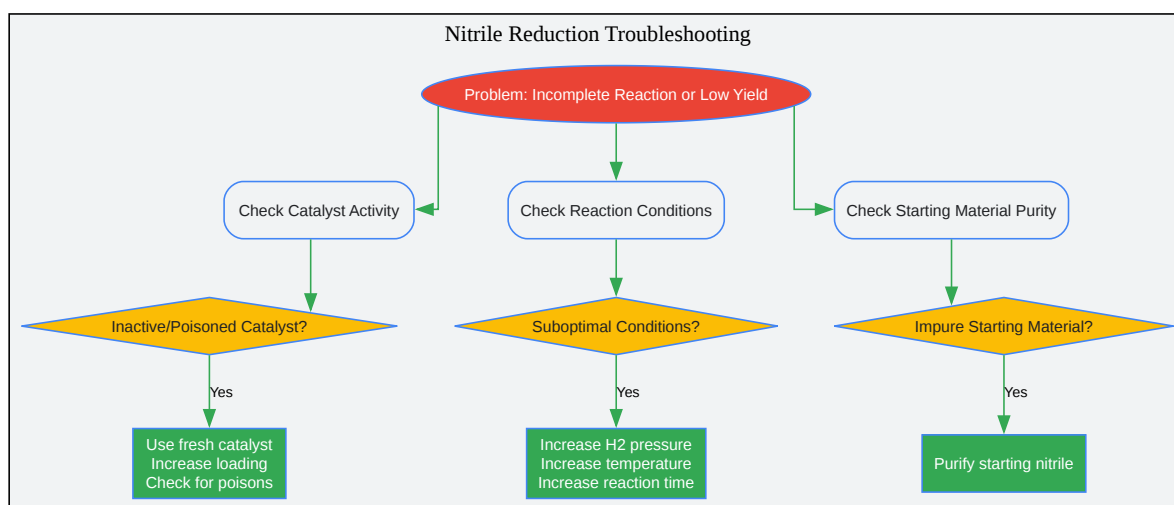 Nitrile Reduction Troubleshooting
Problem: Incomplete Reaction or Low Yield
Check Catalyst Activity
Check Reaction Conditions
Check Starting Material Purity
Inactive/Poisoned Catalyst?
Suboptimal Conditions?
Impure Starting Material?
Yes
Yes
Yes
Use fresh catalyst
Increase loading
Check for poisons
Increase H2 pressure
Increase temperature
Increase reaction time
Purify starting nitrile